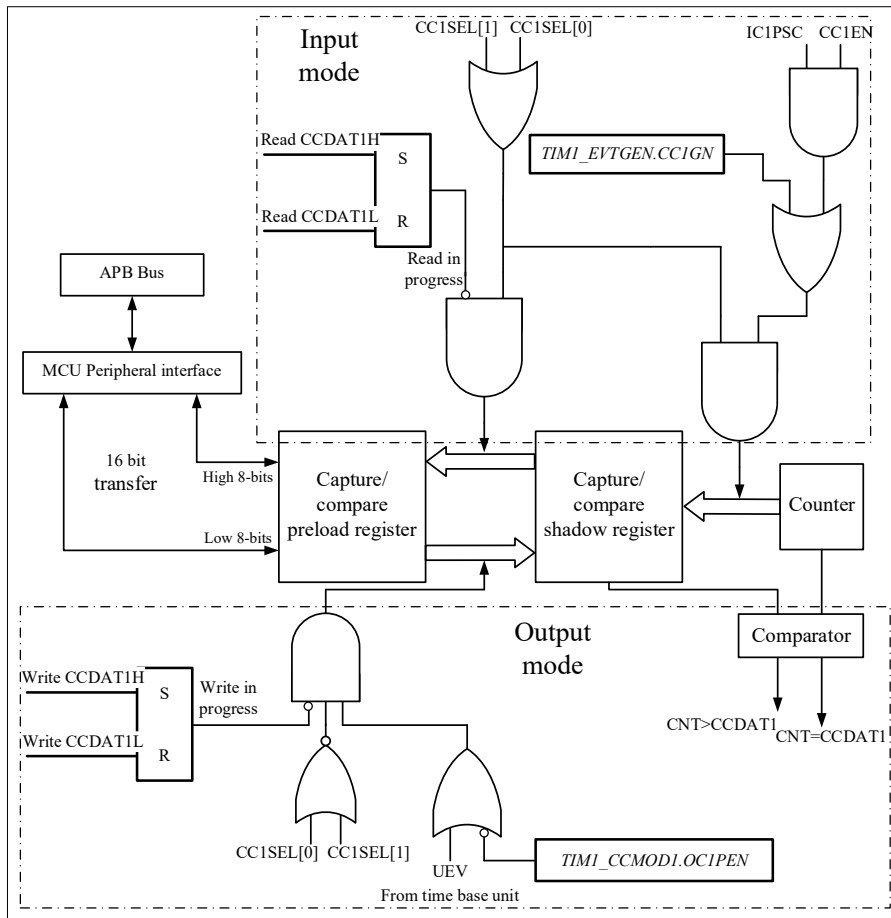 Input
mode
CC1SEL[1] CC1SEL[0]
IC1PSC CC1EN
Read CCDAT1H
S
TIM1_EVTGEN.CC1GN
Read CCDAT1L
R
Read in
progress
APB Bus
MCU Peripheral interface
16 bit
transfer
High 8-bits
Low 8-bits
Capture/
compare
preload register
Capture/
compare
shadow register
Counter
Output
mode
Comparator
Write CCDAT1H
S
Write in
progress
Write CCDAT1L
R
CNT>CCDAT1
CNT=CCDAT1
CC1SEL[0] CC1SEL[1]
UEV
TIM1_CCMOD1.OC1PEN
From time base unit